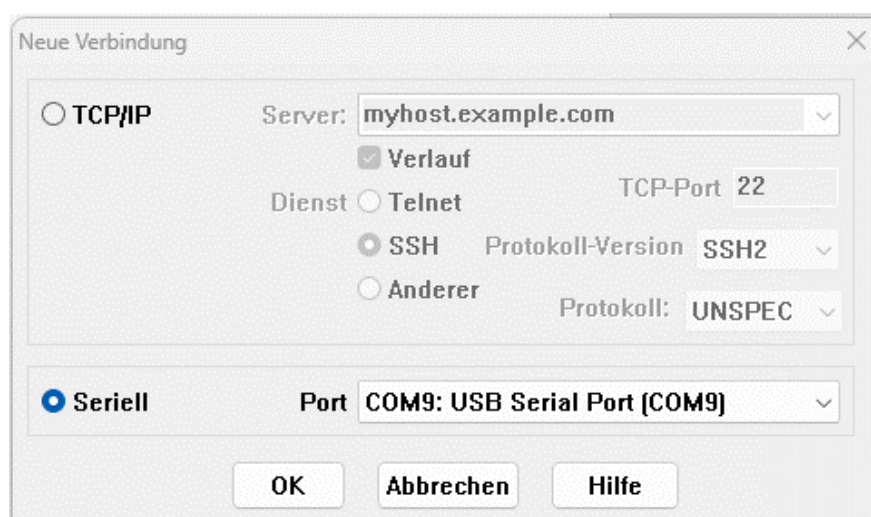 Neue Verbindung
TCP/IP Server: myhost.example.com
Verlauf
Dienst Telnet TCP-Port 22
SSH Protokoll-Version SSH2
Anderer Protokoll: UNSPEC
Seriell Port COM9: USB Serial Port (COM9)
OK Abbrechen Hilfe